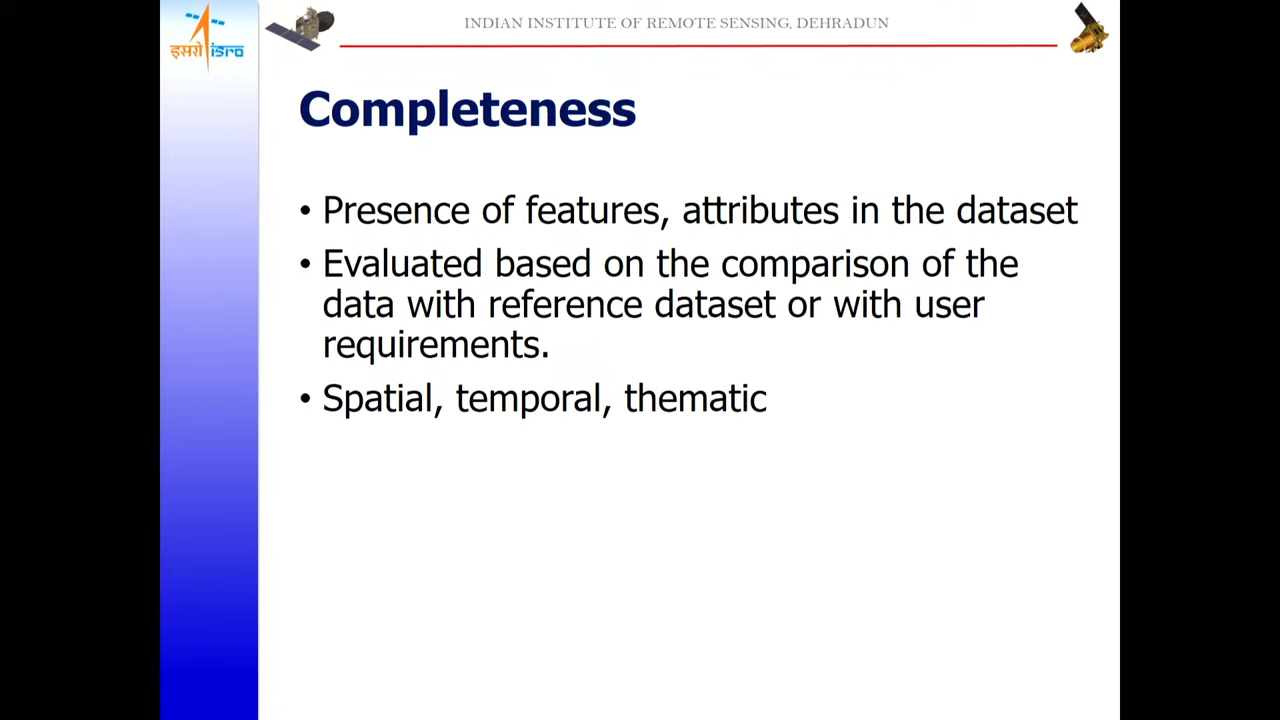 इसरो isro
INDIAN INSTITUTE OF REMOTE SENSING, DEHRADUN
Completeness
• Presence of features, attributes in the dataset
• Evaluated based on the comparison of the
data with reference dataset or with user
requirements.
• Spatial, temporal, thematic